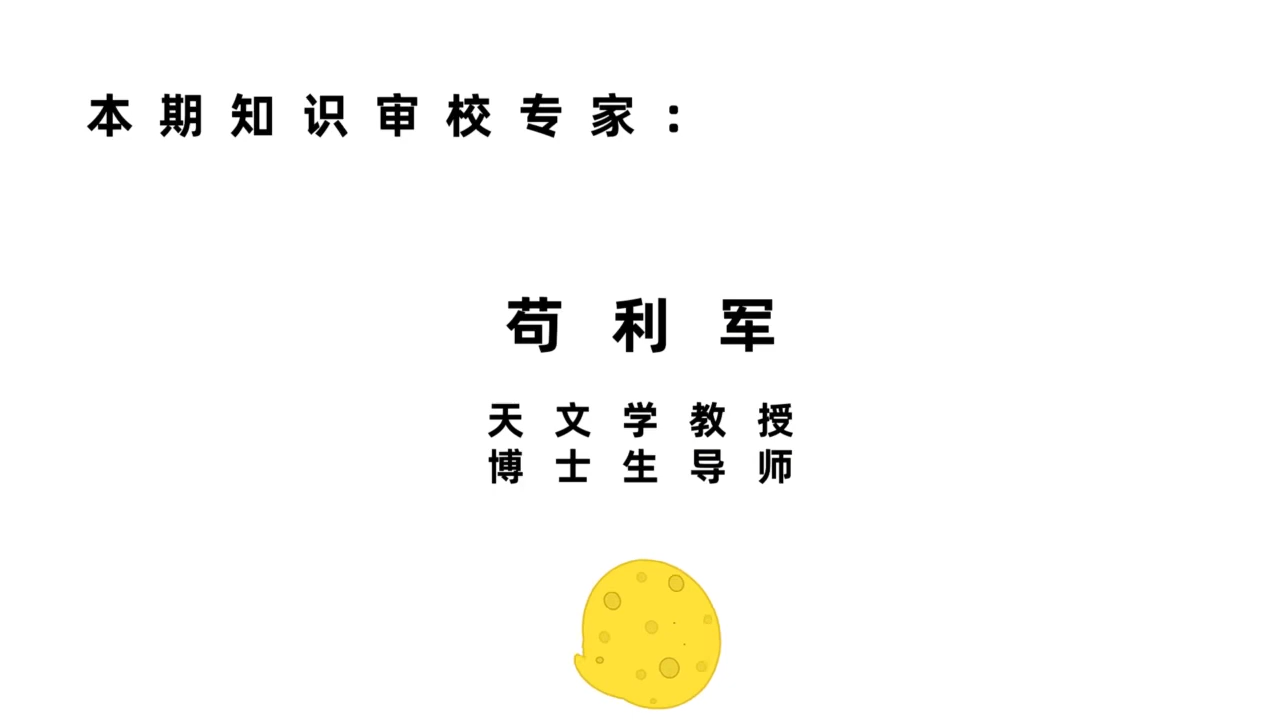 本期知识审校专家：
苟利军
天文学教授
博士生导师